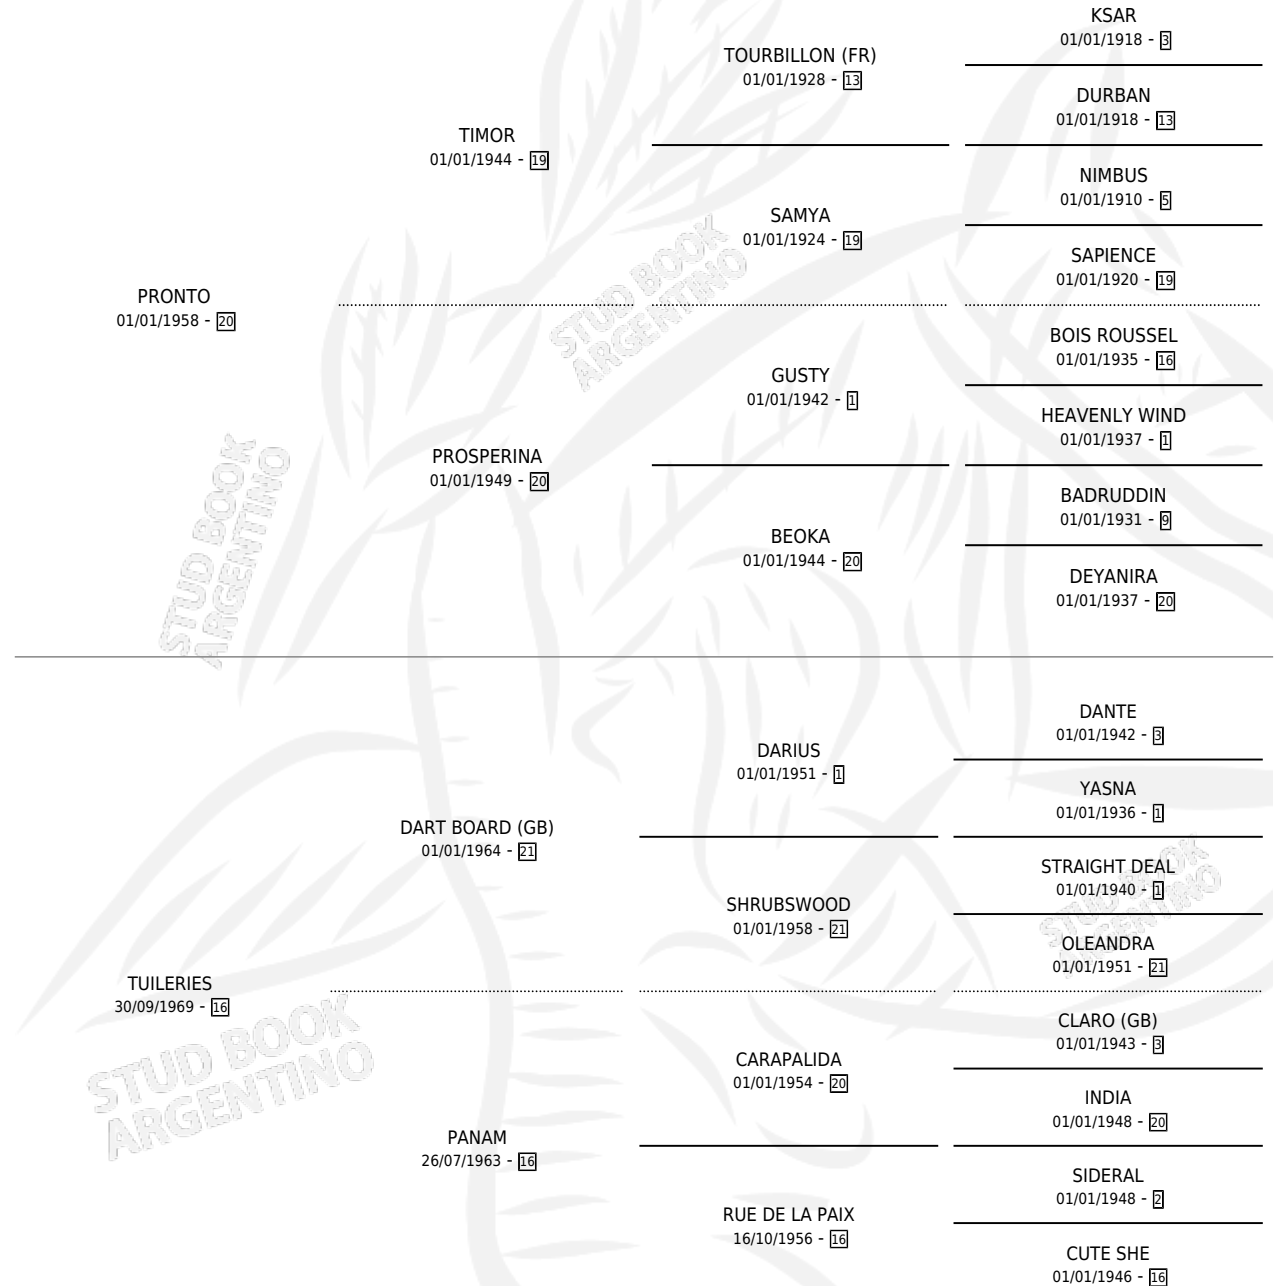 KSAR
01/01/1918 - 3
TOURBILLON (FR)
01/01/1928 - 13
DURBAN
01/01/1918 - 13
TIMOR
01/01/1944 - 19
NIMBUS
01/01/1910 - 5
SAMYA
01/01/1924 - 19
SAPIENCE
01/01/1920 - 19
PRONTO
01/01/1958 - 20
BOIS ROUSSEL
01/01/1935 - 16
GUSTY
01/01/1942 - 1
HEAVENLY WIND
01/01/1937 - 1
PROSPERINA
01/01/1949 - 20
BADRUDDIN
01/01/1931 - 9
BEOKA
01/01/1944 - 20
DEYANIRA
01/01/1937 - 20
DANTE
01/01/1942 - 3
DARIUS
01/01/1951 - 1
YASNA
01/01/1936 - 1
DART BOARD (GB)
01/01/1964 - 21
STRAIGHT DEAL
01/01/1940 - 1
SHRUBSWOOD
01/01/1958 - 21
OLEANDRA
01/01/1951 - 21
TUILERIES
30/09/1969 - 16
CLARO (GB)
01/01/1943 - 3
CARAPALIDA
01/01/1954 - 20
INDIA
01/01/1948 - 20
PANAM
26/07/1963 - 16
SIDERAL
01/01/1948 - 2
RUE DE LA PAIX
16/10/1956 - 16
CUTE SHE
01/01/1946 - 16
STUD BOOK
ARGENTINO
STUD BOOK
ARGENTINO
STUD BOOK
ARGENTINO
STUD BOOK
ARGENTINO